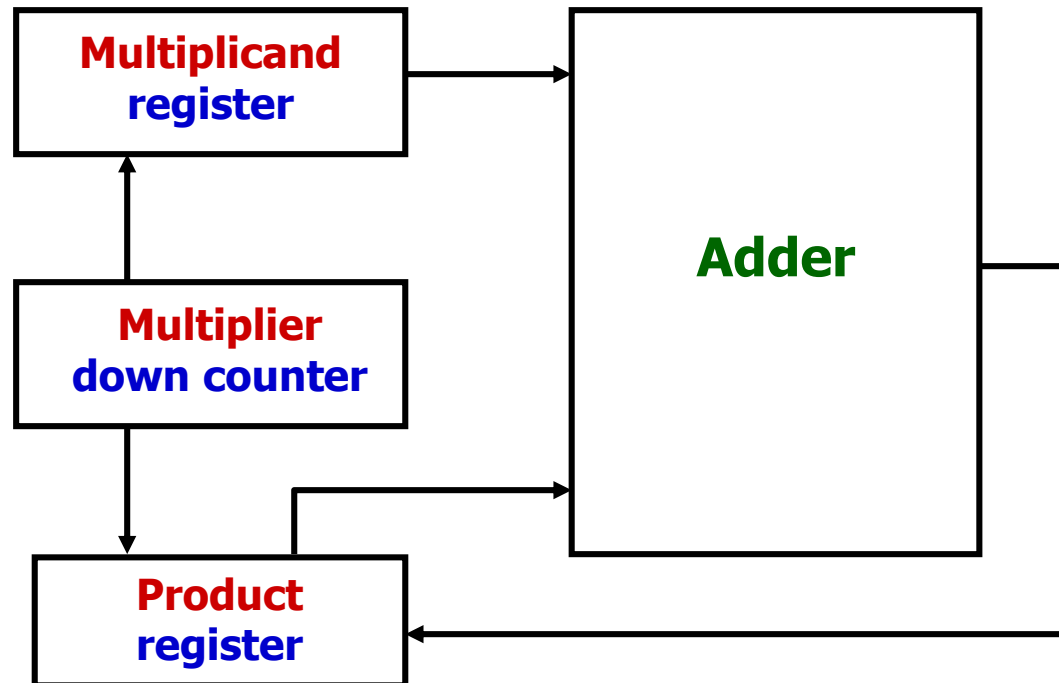 Multiplicand
register
Adder
Multiplier
down counter
Product
register